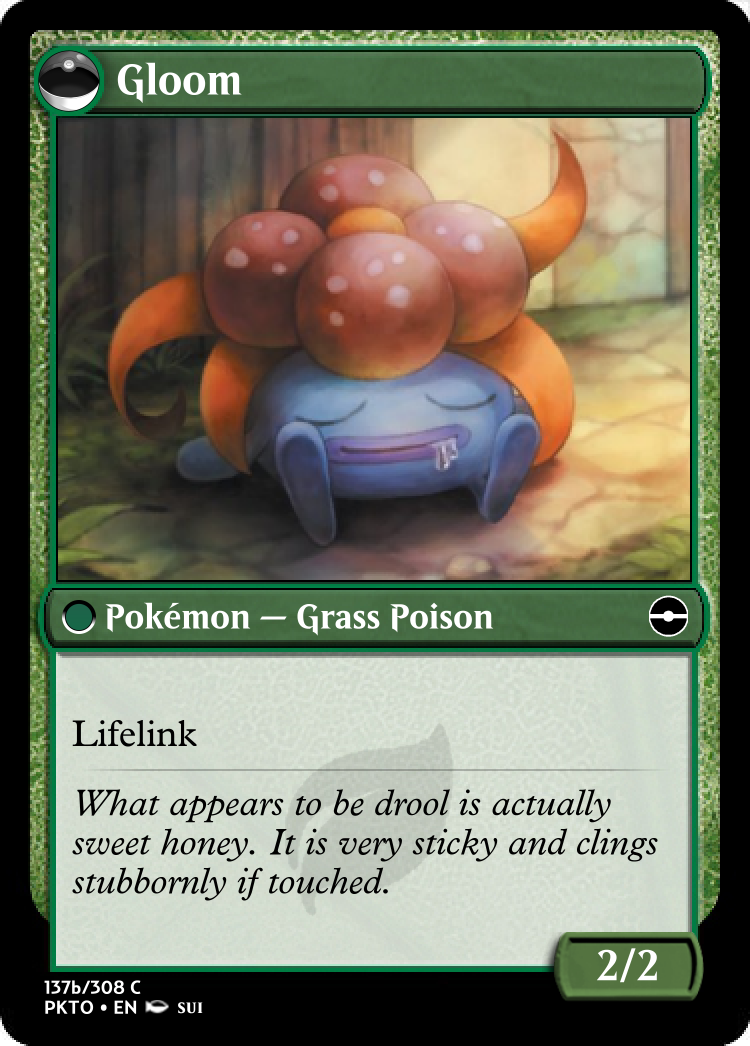 Gloom
Pokémon — Grass Poison
Lifelink
What appears to be drool is actually
sweet honey. It is very sticky and clings
stubbornly if touched.
2/2
137b/308 C
PKTO • EN SUI